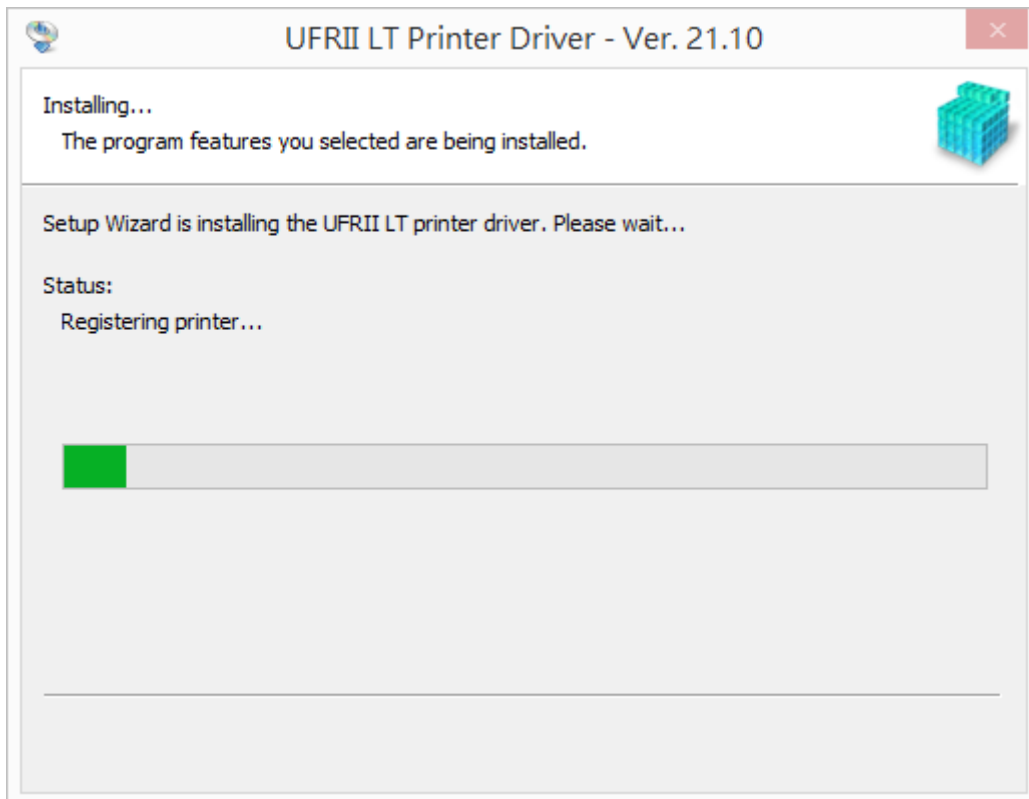 UFRII LT Printer Driver - Ver. 21.10
Installing...
The program features you selected are being installed.
Setup Wizard is installing the UFRII LT printer driver. Please wait...
Status:
Registering printer...